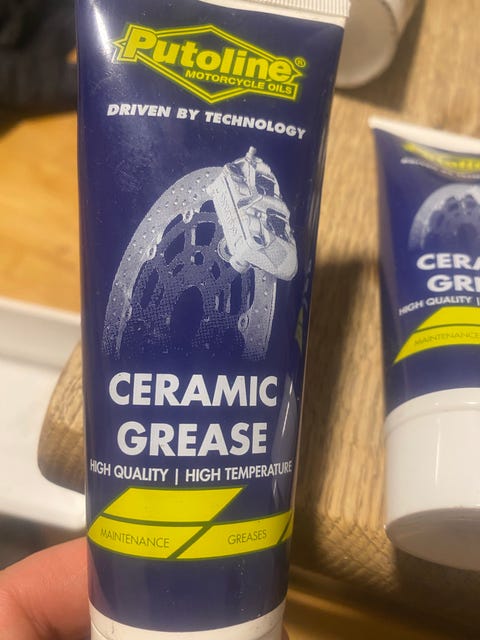 Putoline®
MOTORCYCLE OILS
DRIVEN BY TECHNOLOGY
CERAMIC
GREASE
HIGH QUALITY | HIGH TEMPERATURE
MAINTENANCE
GREASES
Putoline
CERA
GRE
HIGH QUALITY |
MAINTENANCE